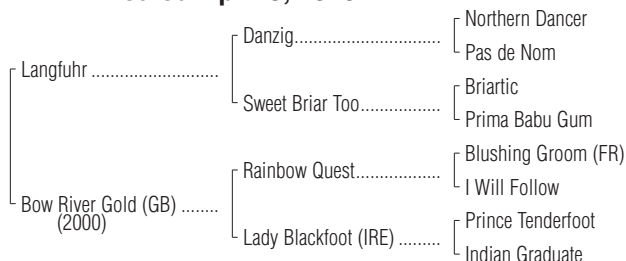 Northern Dancer
Danzig................................
Pas de Nom
Langfuhr ............................
Briartic
Sweet Briar Too..................
Prima Babu Gum
Blushing Groom (FR)
Rainbow Quest...................
I Will Follow
Bow River Gold (GB) ........
(2000)
Prince Tenderfoot
Lady Blackfoot (IRE) .........
Indian Graduate